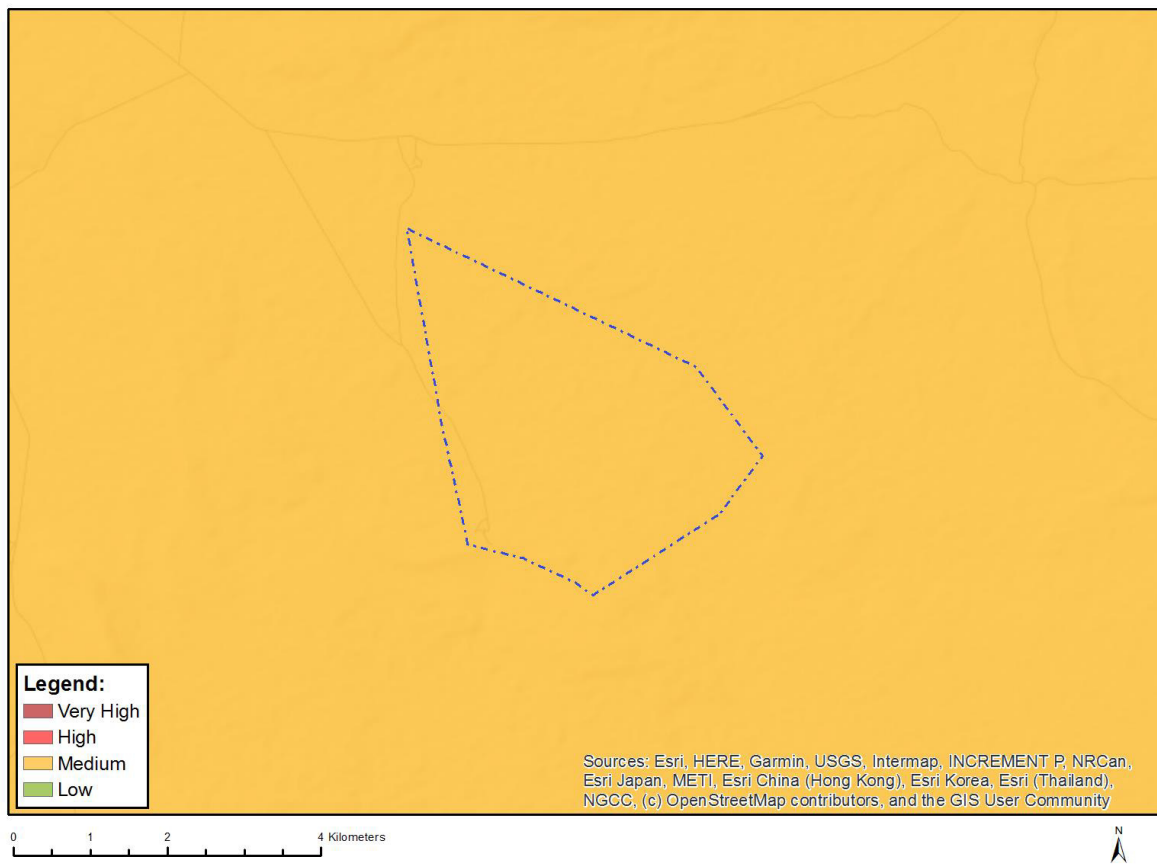 Legend:
Very High
High
Medium
Low
Sources: Esri, HERE, Garmin, USGS, Intermap, INCREMENT P, NRCan,
Esri Japan, METI, Esri China (Hong Kong), Esri Korea, Esri (Thailand),
NGCC, (c) OpenStreetMap contributors, and the GIS User Community
0 1 2 4 Kilometers
N